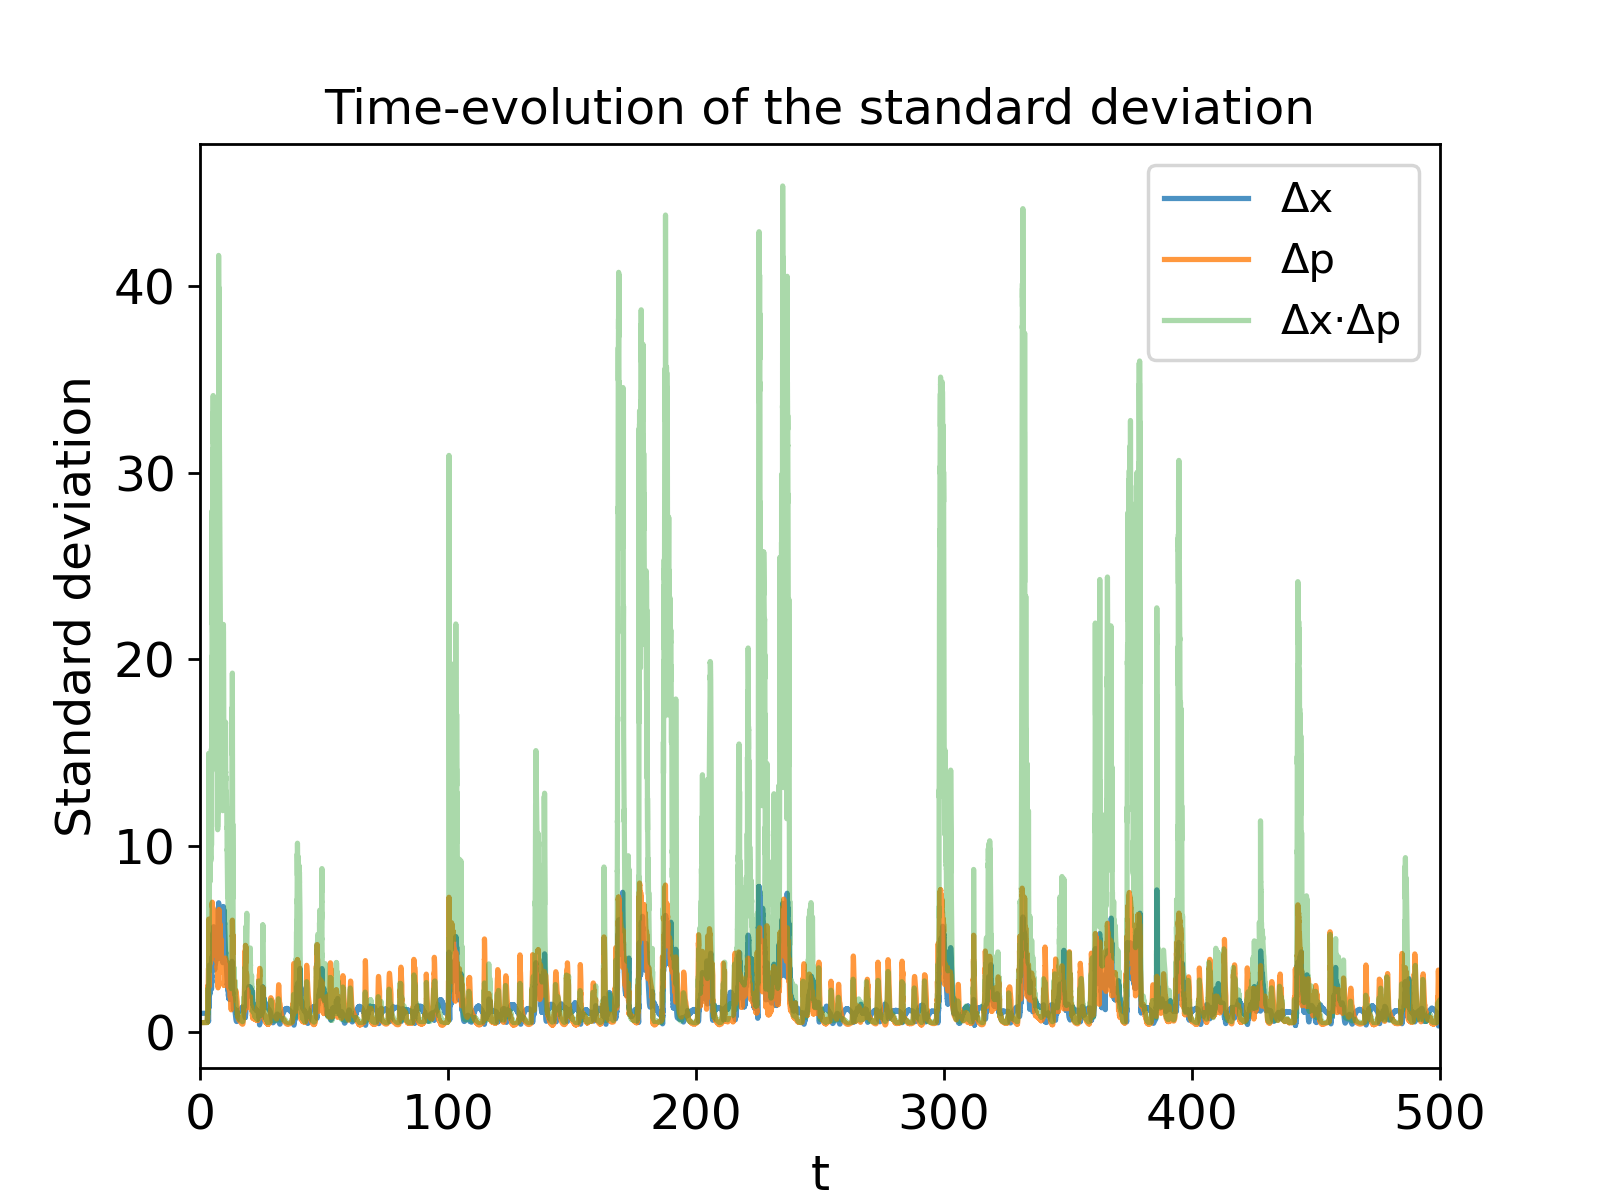 Time-evolution of the standard deviation
Δx
Δp
Δx·Δp
Standard deviation
40
30
20
10
0
0 100 200 300 400 500
t